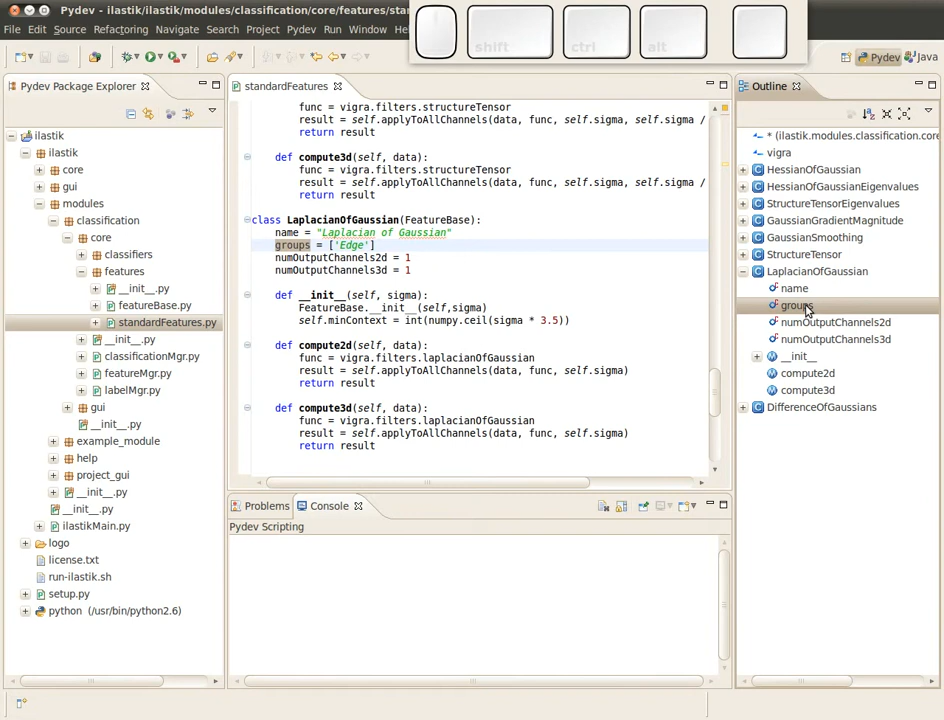 Pydev - ilastik/ilastik/modules/classification/core/features/sta
File Edit Source Refactoring Navigate Search Project Pydev Run Window He
shift ctrl alt
Pydev Java
Pydev Package Explorer
ilastik
ilastik
core
gui
modules
classification
core
classifiers
features
__init__.py
featureBase.py
standardFeatures.py
__init__.py
classificationMgr.py
featureMgr.py
labelMgr.py
gui
__init__.py
example_module
help
project_gui
__init__.py
__init__.py
ilastikMain.py
logo
license.txt
run-ilastik.sh
setup.py
python (/usr/bin/python2.6)
standardFeatures
func = vigra.filters.structureTensor
result = self.applyToAllChannels(data, func, self.sigma, self.sigma /
return result
def compute3d(self, data):
func = vigra.filters.structureTensor
result = self.applyToAllChannels(data, func, self.sigma, self.sigma /
return result
class LaplacianOfGaussian(FeatureBase):
name = "Laplacian of Gaussian"
groups = ['Edge']
numOutputChannels2d = 1
numOutputChannels3d = 1
def __init__(self, sigma):
FeatureBase.__init__(self,sigma)
self.minContext = int(numpy.ceil(sigma * 3.5))
def compute2d(self, data):
func = vigra.filters.laplacianOfGaussian
result = self.applyToAllChannels(data, func, self.sigma)
return result
def compute3d(self, data):
func = vigra.filters.laplacianOfGaussian
result = self.applyToAllChannels(data, func, self.sigma)
return result
Problems Console
Pydev Scripting
Outline
* (ilastik.modules.classification.core
vigra
HessianOfGaussian
HessianOfGaussianEigenvalues
StructureTensorEigenvalues
GaussianGradientMagnitude
GaussianSmoothing
StructureTensor
LaplacianOfGaussian
name
groups
numOutputChannels2d
numOutputChannels3d
__init__
compute2d
compute3d
DifferenceOfGaussians